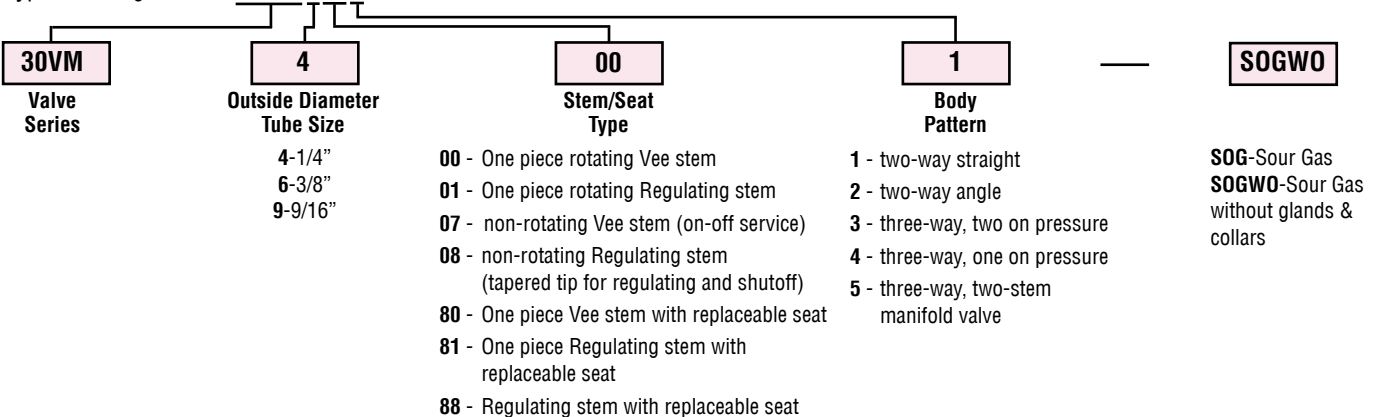 30VM
Valve
Series
4
Outside Diameter
Tube Size
4-1/4”
6-3/8”
9-9/16”
00
Stem/Seat
Type
00 - One piece rotating Vee stem
01 - One piece rotating Regulating stem
07 - non-rotating Vee stem (on-off service)
08 - non-rotating Regulating stem
(tapered tip for regulating and shutoff)
80 - One piece Vee stem with replaceable seat
81 - One piece Regulating stem with
replaceable seat
88 - Regulating stem with replaceable seat
1
Body
Pattern
1 - two-way straight
2 - two-way angle
3 - three-way, two on pressure
4 - three-way, one on pressure
5 - three-way, two-stem
manifold valve
—
SOGWO
SOG-Sour Gas
SOGWO-Sour Gas
without glands &
collars